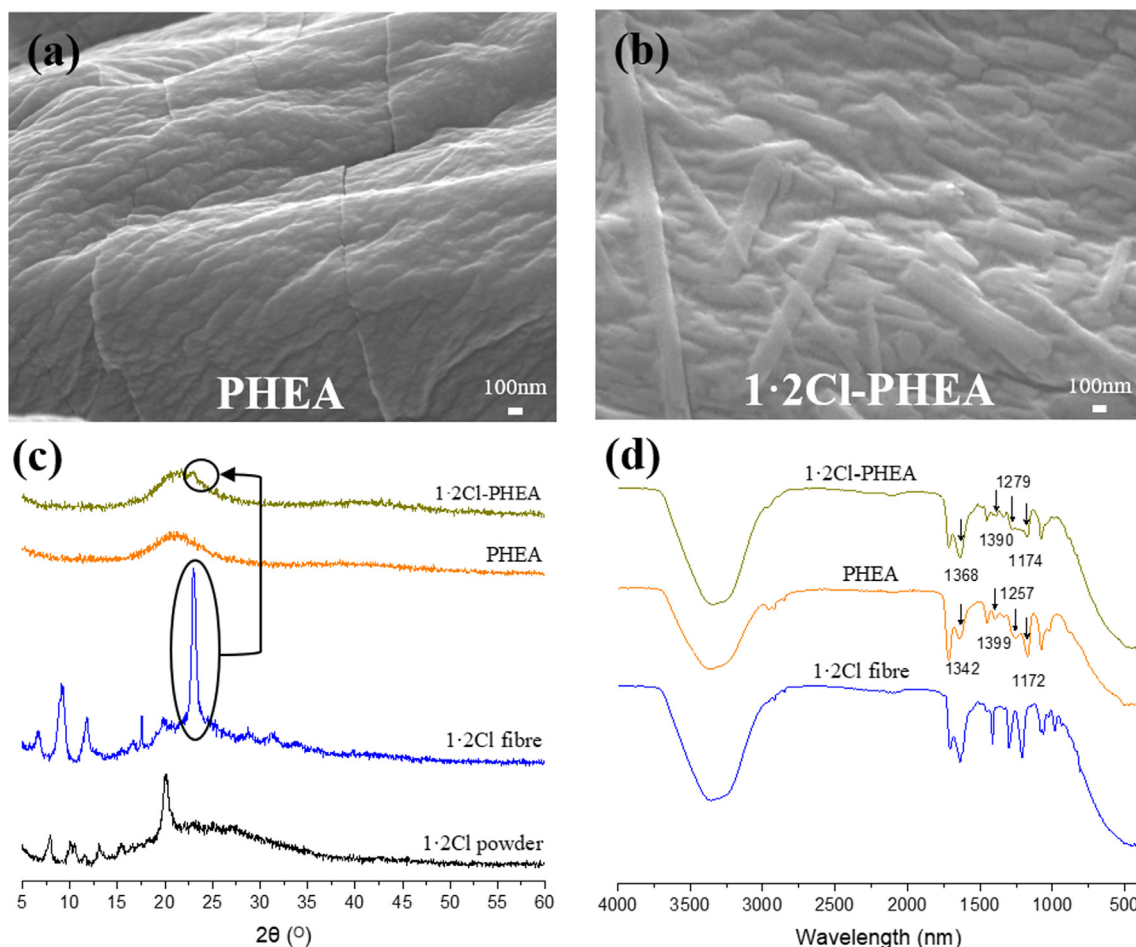 (a)
PHEA
100nm
(b)
1·2Cl-PHEA
100nm
(c)
1·2Cl-PHEA
PHEA
1·2Cl fibre
1·2Cl powder
5 10 15 20 25 30 35 40 45 50 55 60
2θ (O)
(d)
1·2Cl-PHEA
1279
1390
1368
1174
PHEA
1257
1399
1342
1172
1·2Cl fibre
4000 3500 3000 2500 2000 1500 1000 500
Wavelength (nm)